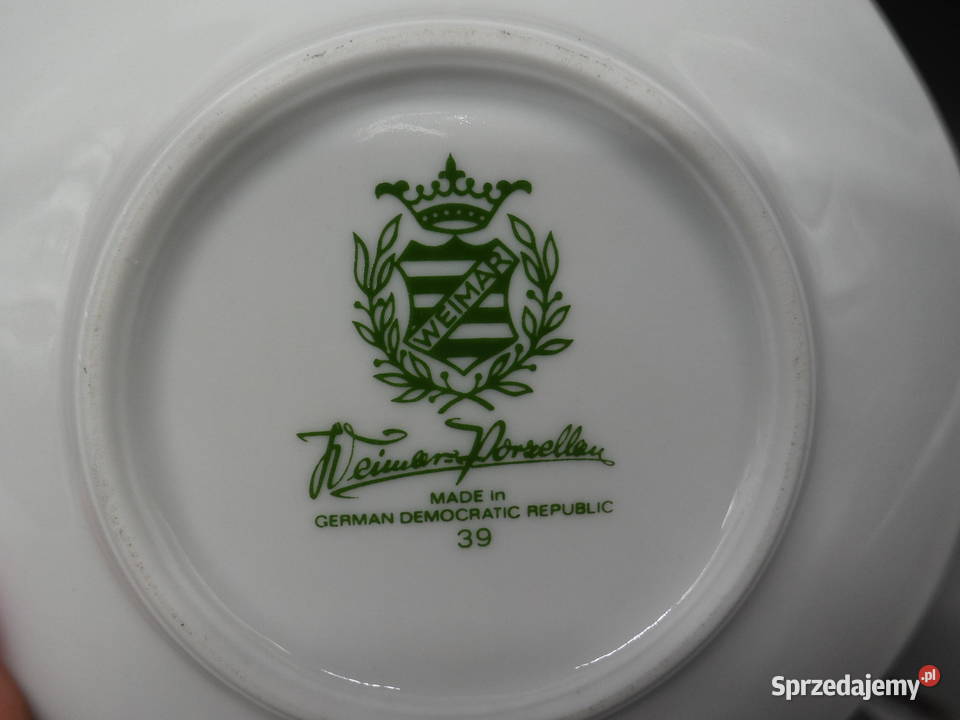 WEIMAR
Weimar-Porzellan
MADE in
GERMAN DEMOCRATIC REPUBLIC
39
Sprzedajemy.pl